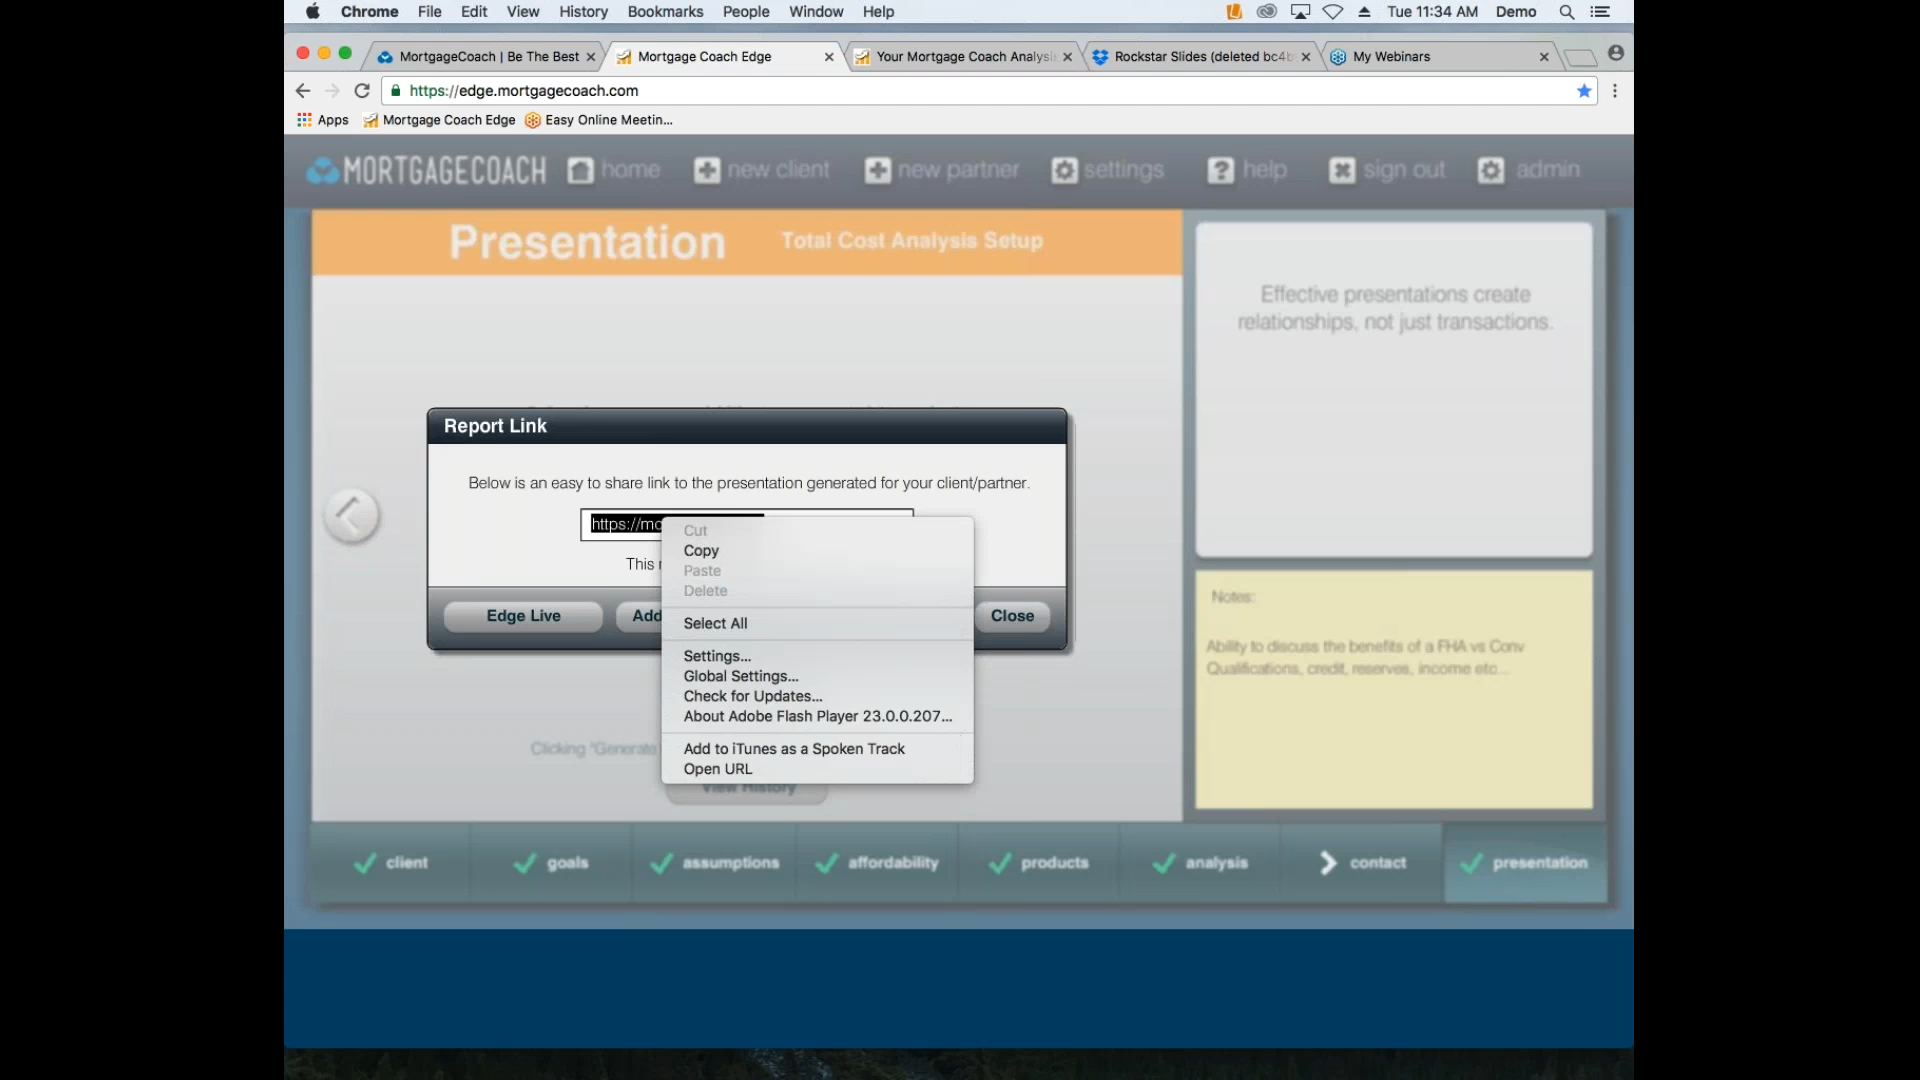 Chrome File Edit View History Bookmarks People Window Help Tue 11:34 AM Demo
MortgageCoach | Be The Best Mortgage Coach Edge Your Mortgage Coach Analysis Rockstar Slides (deleted My Webinars
https://edge.mortgagecoach.com
Apps Mortgage Coach Edge Easy Online Meetin...
MORTGAGECOACH home new client new partner settings help sign out admin
Presentation Total Cost Analysis Setup
Effective presentations create
relationships, not just transactions.
Report Link
Below is an easy to share link to the presentation generated for your client/partner.
https://mo
This
Cut
Copy
Paste
Delete
Select All
Settings...
Global Settings...
Check for Updates...
About Adobe Flash Player 23.0.0.207...
Add to iTunes as a Spoken Track
Open URL
Edge Live Add Close
Clicking "Generate
View History
Notes:
Ability to discuss the benefits of a FHA vs Conv
Qualifications, credit, reserves, income etc...
client goals assumptions affordability products analysis contact presentation